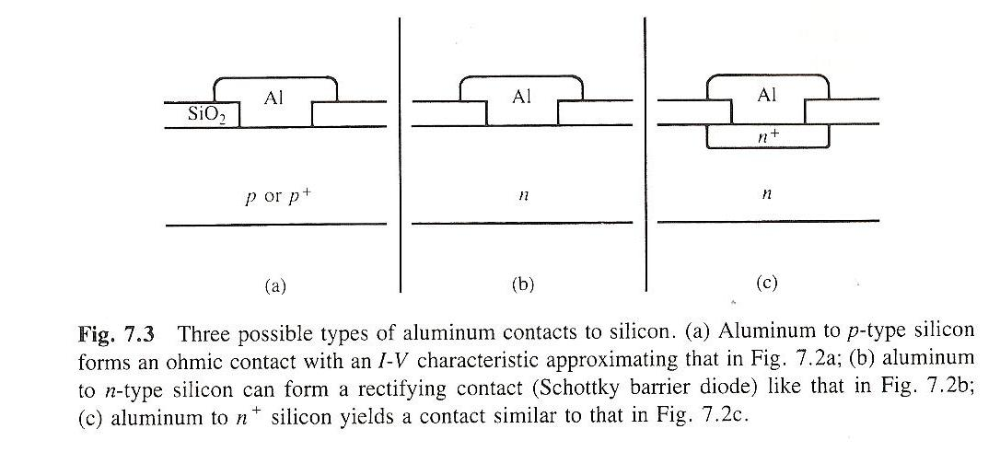 Al
SiO₂
p or p⁺
(a)
Al
n
(b)
Al
n⁺
n
(c)
Fig. 7.3 Three possible types of aluminum contacts to silicon. (a) Aluminum to p-type silicon
forms an ohmic contact with an I-V characteristic approximating that in Fig. 7.2a; (b) aluminum
to n-type silicon can form a rectifying contact (Schottky barrier diode) like that in Fig. 7.2b;
(c) aluminum to n⁺ silicon yields a contact similar to that in Fig. 7.2c.